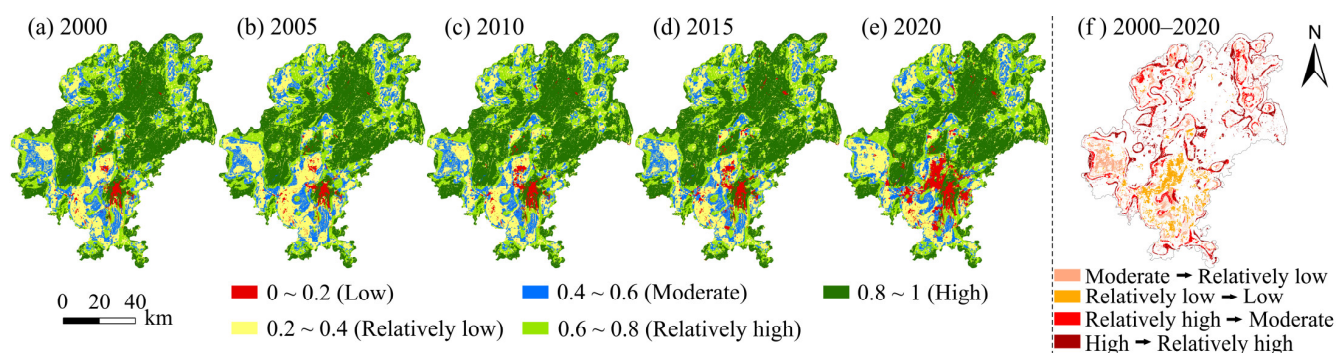 (a) 2000
(b) 2005
(c) 2010
(d) 2015
(e) 2020
(f) 2000–2020
N
0 20 40
km
0 ~ 0.2 (Low)
0.2 ~ 0.4 (Relatively low)
0.4 ~ 0.6 (Moderate)
0.6 ~ 0.8 (Relatively high)
0.8 ~ 1 (High)
Moderate ➡ Relatively low
Relatively low ➡ Low
Relatively high ➡ Moderate
High ➡ Relatively high